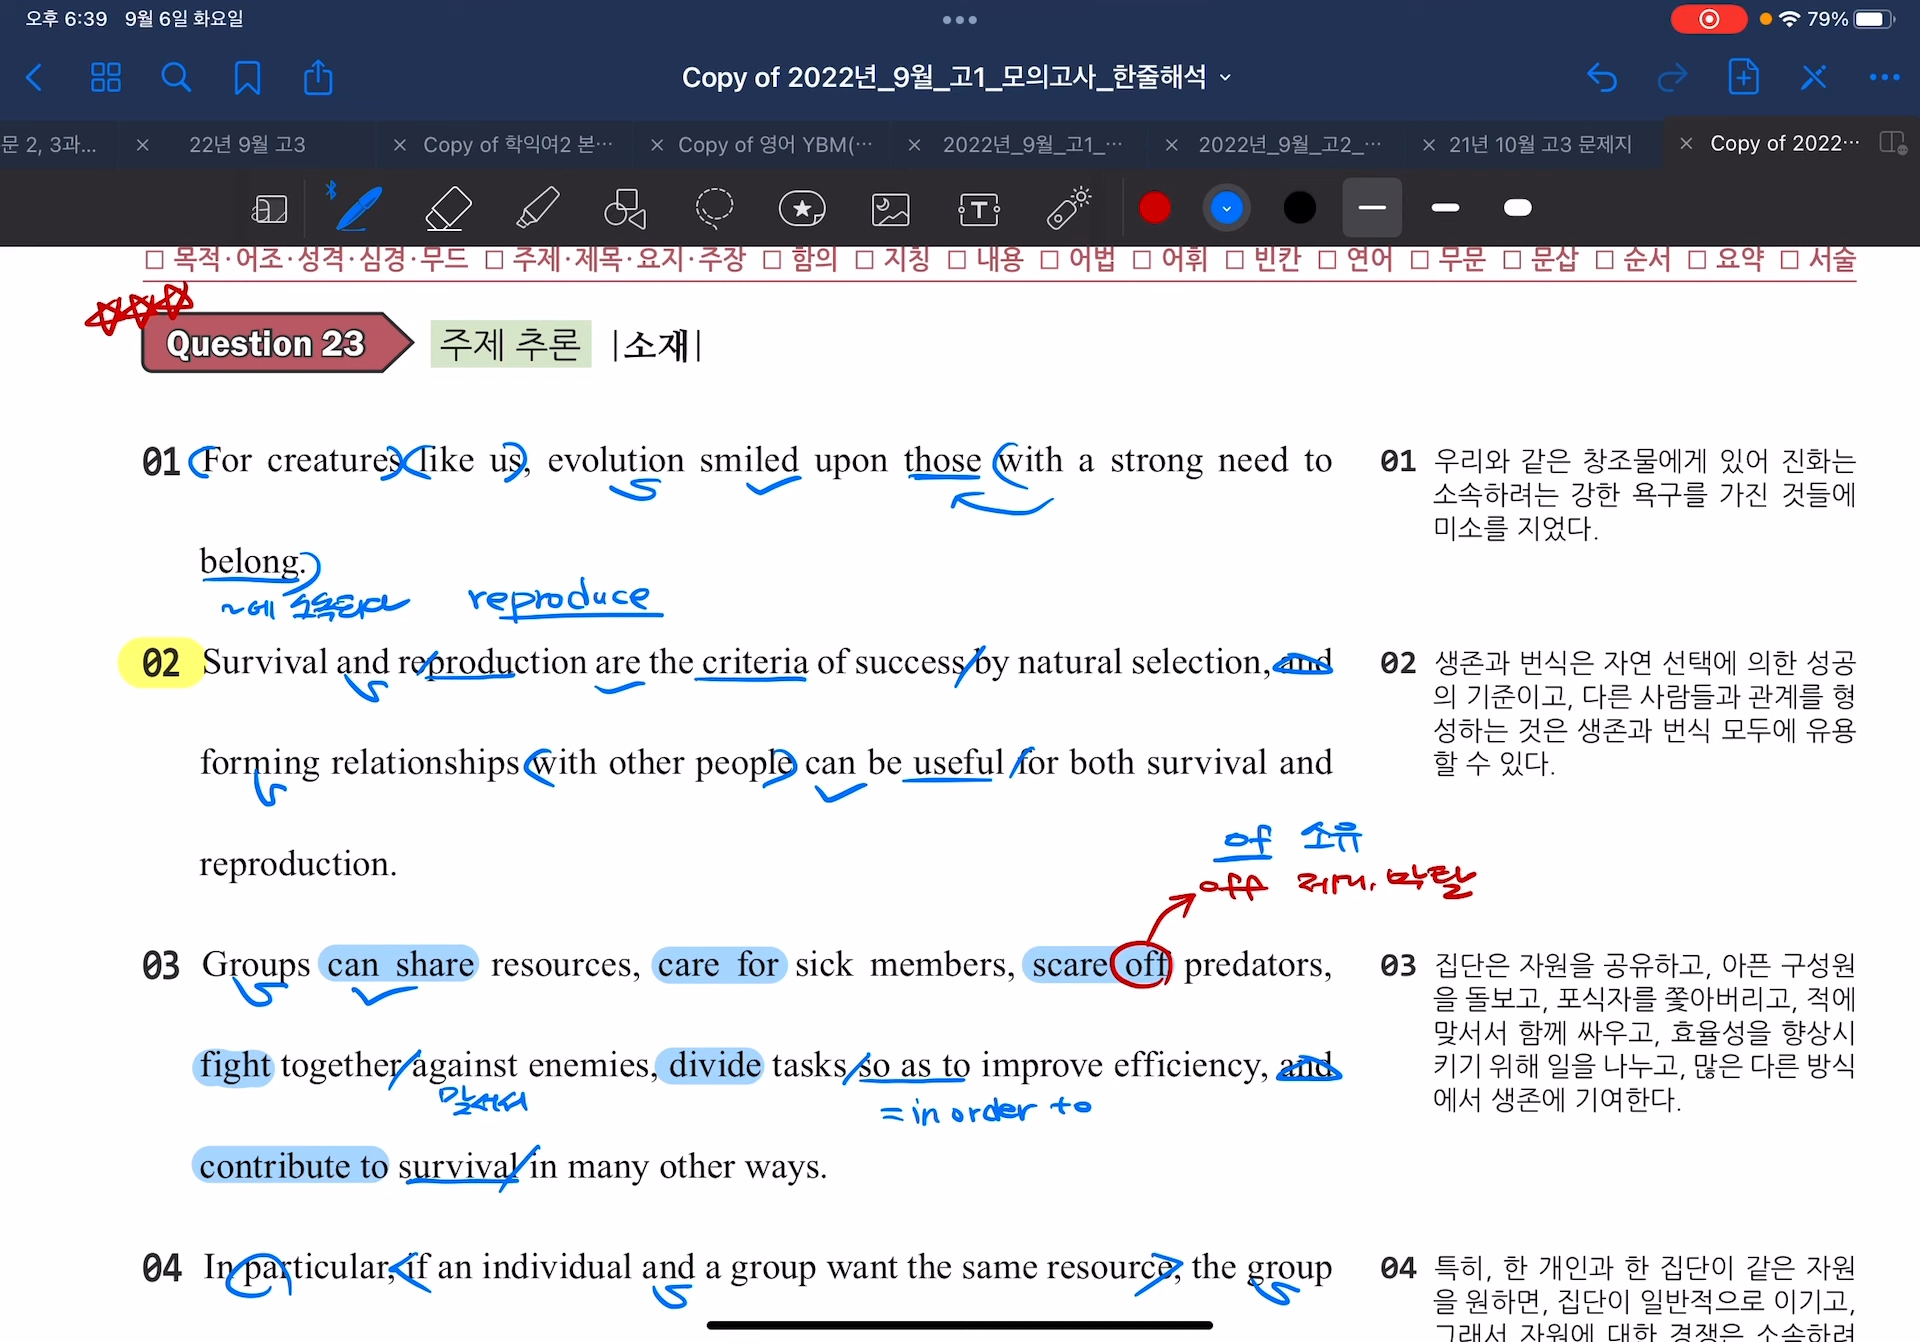 오후 6:39 9월 6일 화요일
79%
Copy of 2022년_9월_고1_모의고사_한줄해석
문 2, 3과...
22년 9월 고3
Copy of 학익여2 본…
Copy of 영어 YBM(…
2022년_9월_고1_…
2022년_9월_고2_…
21년 10월 고3 문제지
Copy of 2022…
□ 목적·어조·성격·심경·무드 □ 주제·제목·요지·주장 □ 함의 □ 지칭 □ 내용 □ 어법 □ 어휘 □ 빈칸 □ 연어 □ 무문 □ 문삽 □ 순서 □ 요약 □ 서술
Question 23 주제 추론 |소재|
01 For creatures like us, evolution smiled upon those with a strong need to
belong.
~에 소속되다 reproduce
01 우리와 같은 창조물에게 있어 진화는
소속하려는 강한 욕구를 가진 것들에
미소를 지었다.
02 Survival and reproduction are the criteria of success by natural selection, and
forming relationships with other people can be useful for both survival and
reproduction.
02 생존과 번식은 자연 선택에 의한 성공
의 기준이고, 다른 사람들과 관계를 형
성하는 것은 생존과 번식 모두에 유용
할 수 있다.
of 소유
off 제거, 박탈
03 Groups can share resources, care for sick members, scare off predators,
fight together against enemies, divide tasks so as to improve efficiency, and
맞서서 = in order to
contribute to survival in many other ways.
03 집단은 자원을 공유하고, 아픈 구성원
을 돌보고, 포식자를 쫓아버리고, 적에
맞서서 함께 싸우고, 효율성을 향상시
키기 위해 일을 나누고, 많은 다른 방식
에서 생존에 기여한다.
04 In particular, if an individual and a group want the same resource, the group
04 특히, 한 개인과 한 집단이 같은 자원
을 원하면, 집단이 일반적으로 이기고,
그래서 자원에 대한 경쟁은 소속하려